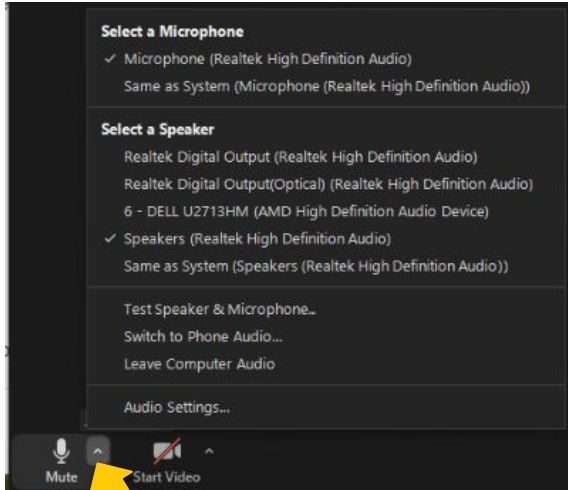 Select a Microphone
Microphone (Realtek High Definition Audio)
Same as System (Microphone (Realtek High Definition Audio))
Select a Speaker
Realtek Digital Output (Realtek High Definition Audio)
Realtek Digital Output(Optical) (Realtek High Definition Audio)
6 - DELL U2713HM (AMD High Definition Audio Device)
Speakers (Realtek High Definition Audio)
Same as System (Speakers (Realtek High Definition Audio))
Test Speaker & Microphone...
Switch to Phone Audio...
Leave Computer Audio
Audio Settings...
Mute Start Video